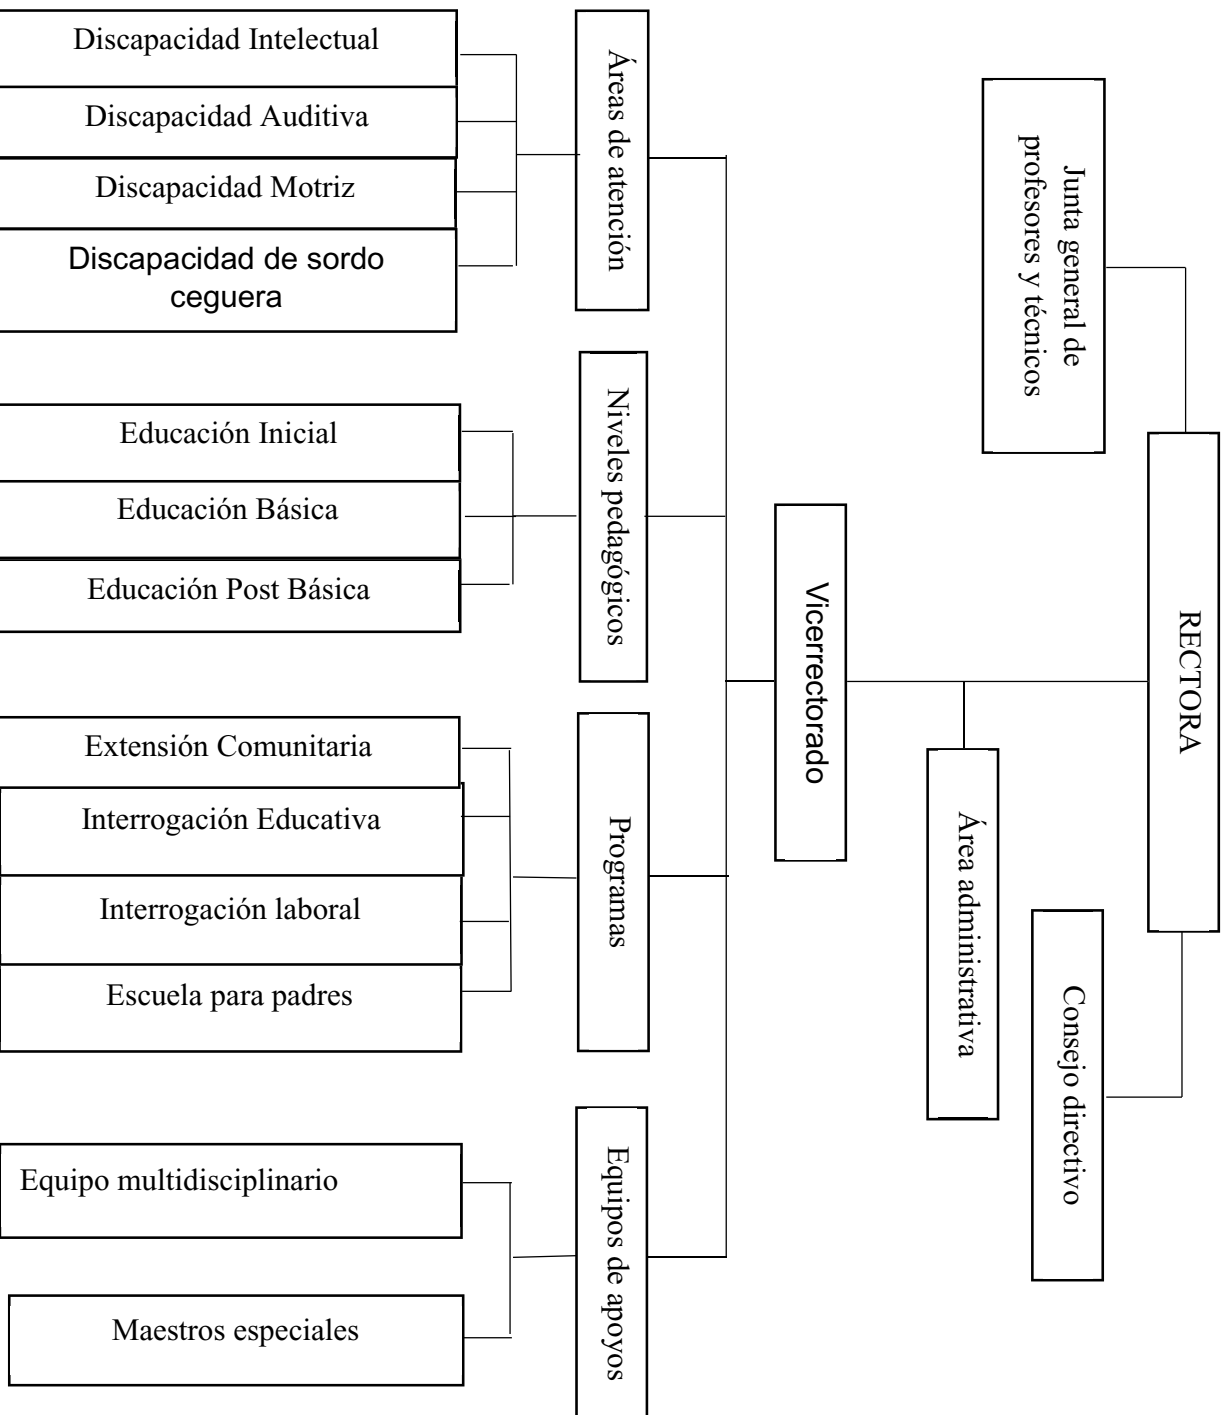 RECTORA
Junta general de
profesores y técnicos
Consejo directivo
Área administrativa
Vicerrectorado
Áreas de atención
Discapacidad Intelectual
Discapacidad Auditiva
Discapacidad Motriz
Discapacidad de sordo
ceguera
Niveles pedagógicos
Educación Inicial
Educación Básica
Educación Post Básica
Programas
Extensión Comunitaria
Interrogación Educativa
Interrogación laboral
Escuela para padres
Equipos de apoyos
Equipo multidisciplinario
Maestros especiales